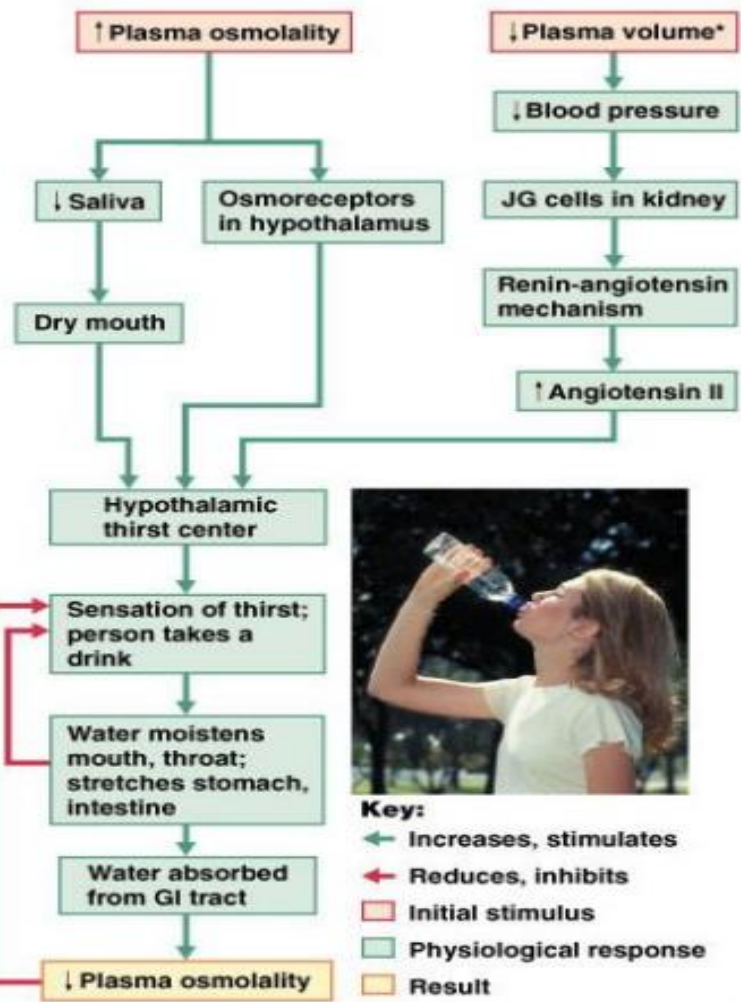 ↑Plasma osmolality
↓Plasma volume*
↓Blood pressure
↓Saliva
Osmoreceptors
in hypothalamus
JG cells in kidney
Dry mouth
Renin-angiotensin
mechanism
↑Angiotensin II
Hypothalamic
thirst center
Sensation of thirst;
person takes a
drink
Water moistens
mouth, throat;
stretches stomach,
intestine
Water absorbed
from GI tract
↓Plasma osmolality
Key:
Increases, stimulates
Reduces, inhibits
Initial stimulus
Physiological response
Result